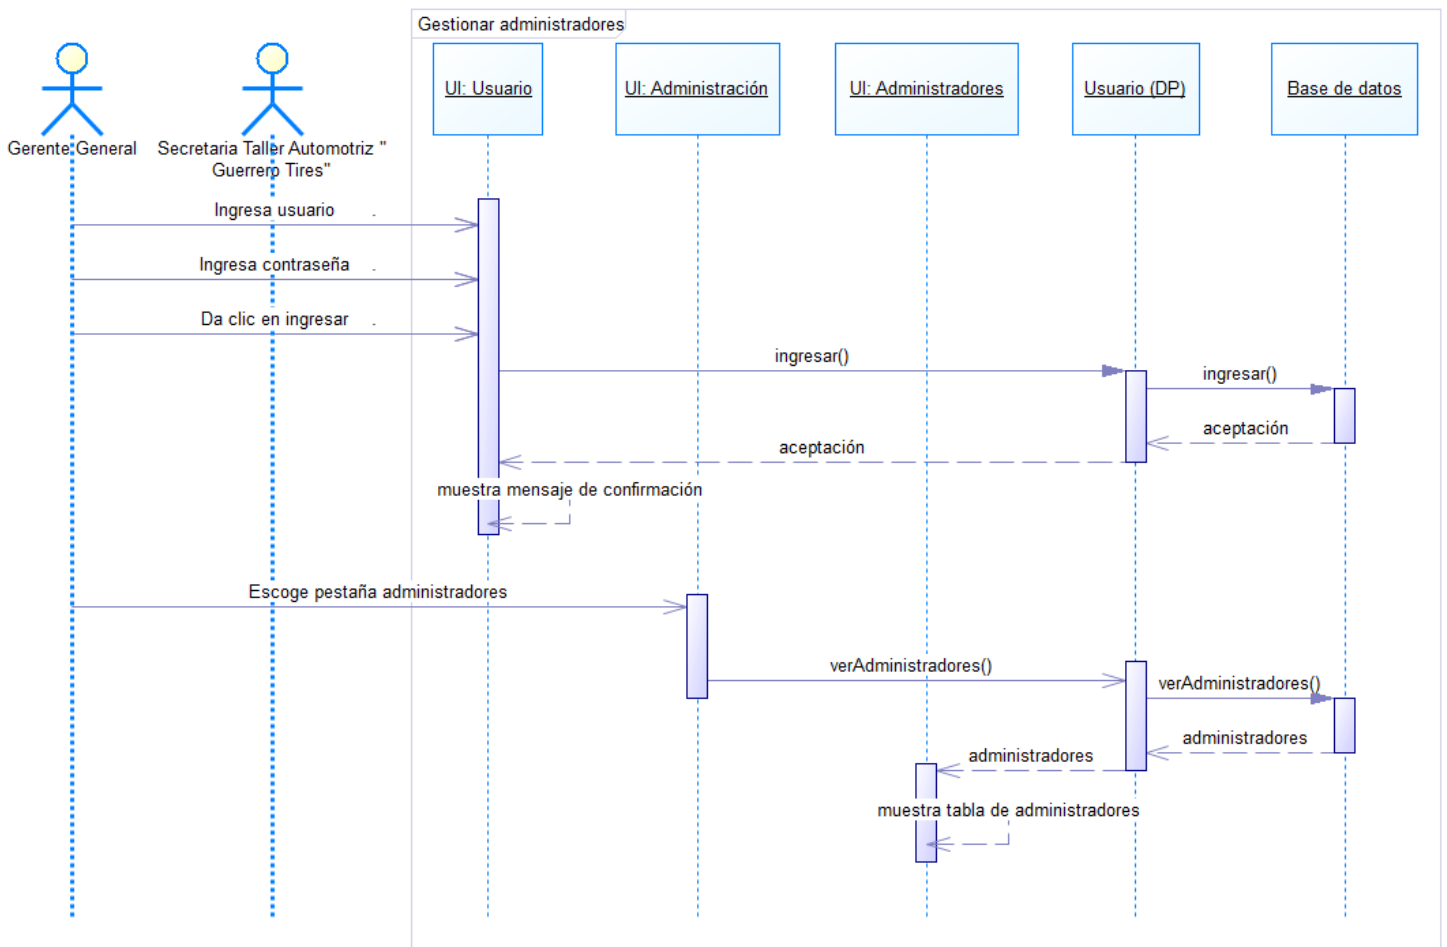 Gestionar administradores
UI: Usuario
UI: Administración
UI: Administradores
Usuario (DP)
Base de datos
Gerente General
Secretaria Taller Automotriz "
Guerrero Tires"
Ingresa usuario .
Ingresa contraseña .
Da clic en ingresar .
ingresar()
ingresar()
aceptación
aceptación
muestra mensaje de confirmación
Escoge pestaña administradores
verAdministradores()
verAdministradores()
administradores
administradores
muestra tabla de administradores